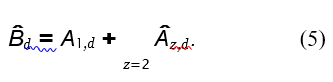 B̂d = A1,d + Âz,d. (5)
z=2